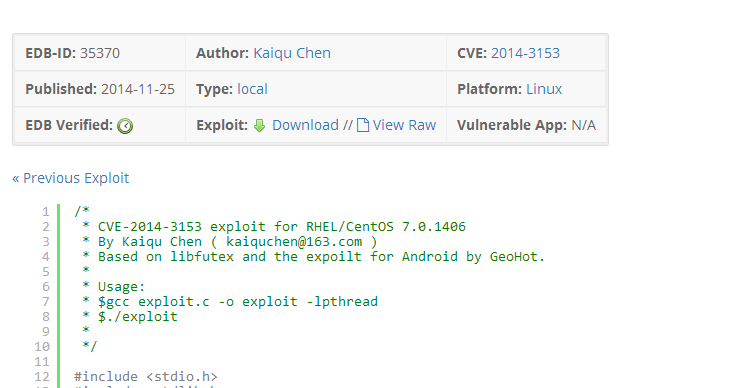 EDB-ID: 35370 Author: Kaiqu Chen CVE: 2014-3153
Published: 2014-11-25 Type: local Platform: Linux
EDB Verified: Exploit: Download // View Raw Vulnerable App: N/A
« Previous Exploit
1 /*
2 * CVE-2014-3153 exploit for RHEL/CentOS 7.0.1406
3 * By Kaiqu Chen ( kaiquchen@163.com )
4 * Based on libfutex and the expoilt for Android by GeoHot.
5 *
6 * Usage:
7 * $gcc exploit.c -o exploit -lpthread
8 * $./exploit
9 *
10 */
11
12 #include <stdio.h>